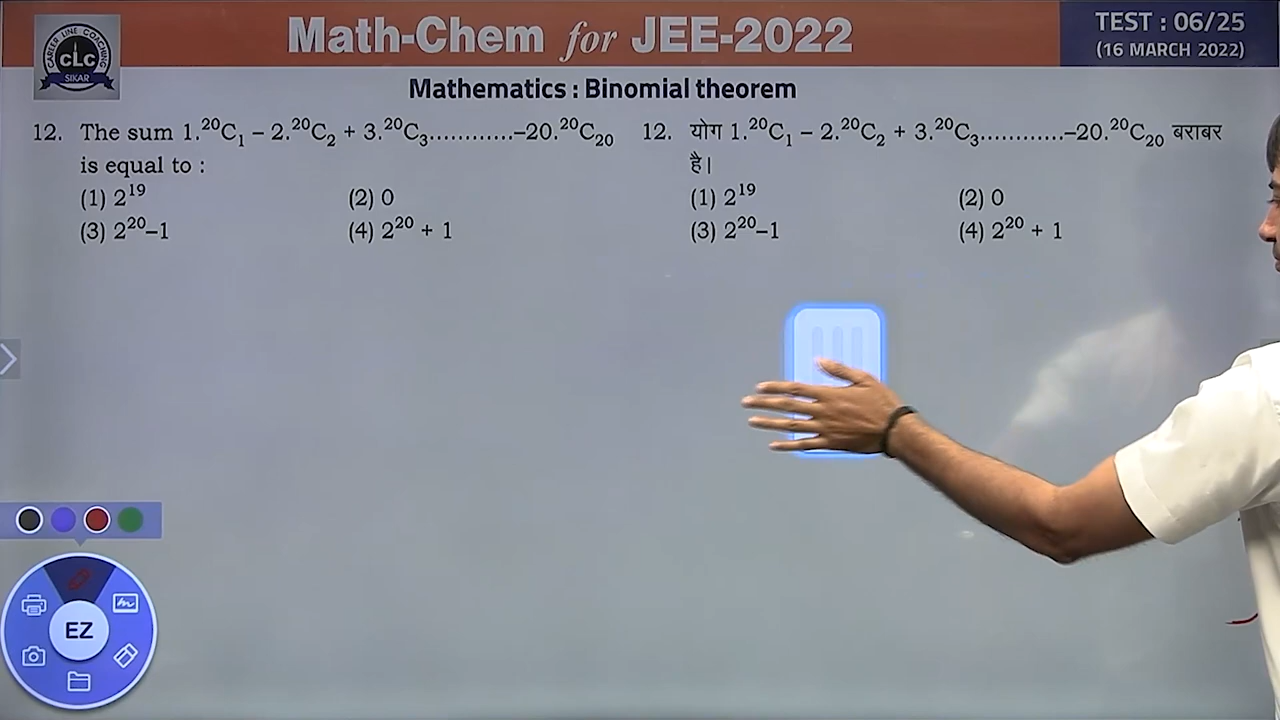 CAREER LINE COACHING
CLC
SIKAR
Math-Chem for JEE-2022
TEST : 06/25
(16 MARCH 2022)
Mathematics : Binomial theorem
12. The sum 1.²⁰C₁ – 2.²⁰C₂ + 3.²⁰C₃............–20.²⁰C₂₀
is equal to :
(1) 2¹⁹ (2) 0
(3) 2²⁰–1 (4) 2²⁰ + 1
12. योग 1.²⁰C₁ – 2.²⁰C₂ + 3.²⁰C₃............–20.²⁰C₂₀ बराबर
है।
(1) 2¹⁹ (2) 0
(3) 2²⁰–1 (4) 2²⁰ + 1
EZ